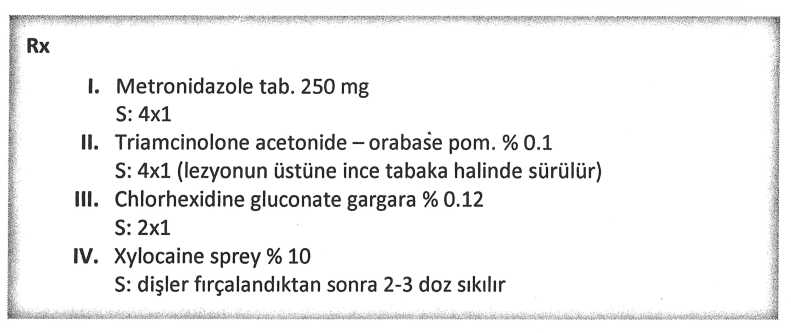 Rx
I. Metronidazole tab. 250 mg
S: 4x1
II. Triamcinolone acetonide – orabase pom. % 0.1
S: 4x1 (lezyonun üstüne ince tabaka halinde sürülür)
III. Chlorhexidine gluconate gargara % 0.12
S: 2x1
IV. Xylocaine sprey % 10
S: dişler fırçalandıktan sonra 2-3 doz sıkılır